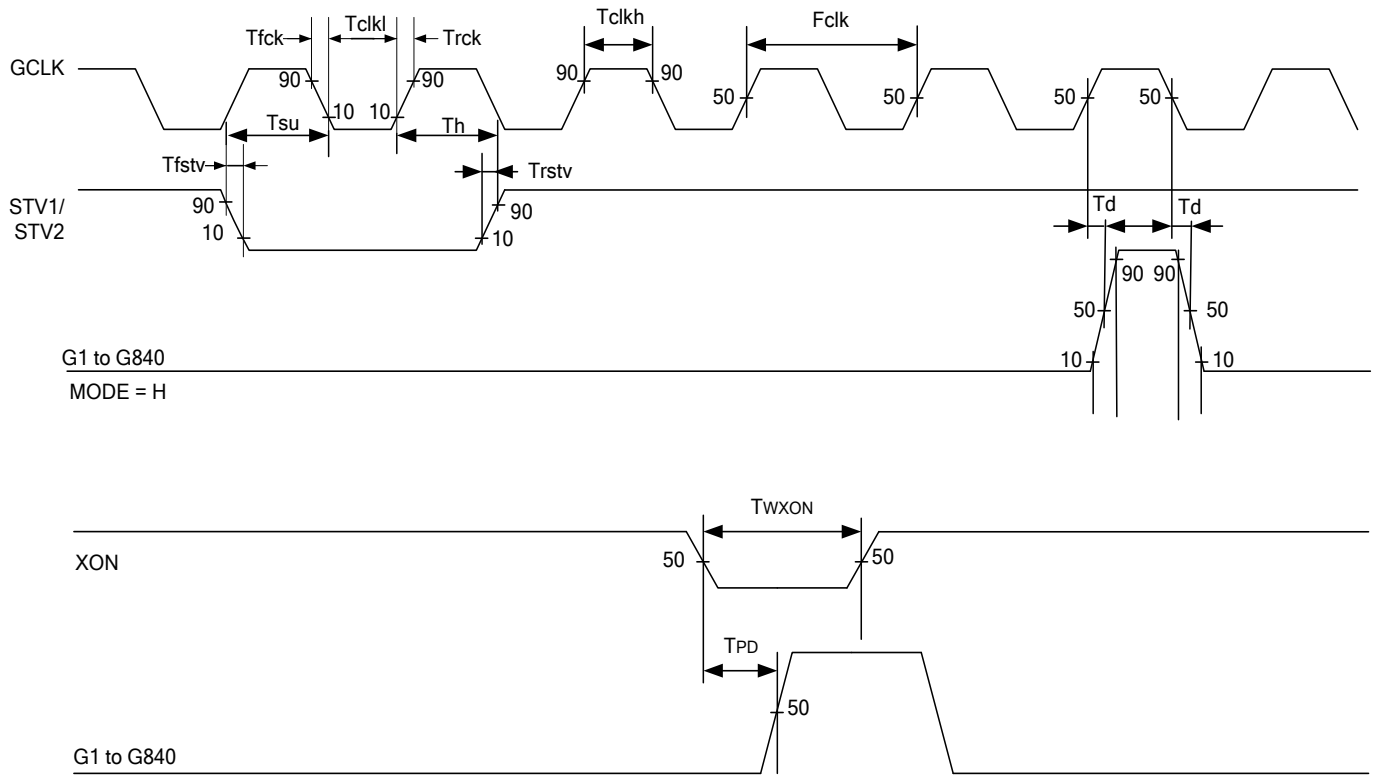 Tfck Tclkl Trck Tclkh Fclk
GCLK
90 90 90 90
50 50 50 50
10 10
Tsu Th
Tfstv Trstv
STV1/
STV2
90 90
10 10
Td Td
90 90
50 50
10 10
G1 to G840
MODE = H
TWXON
XON
50 50
TPD
50
G1 to G840